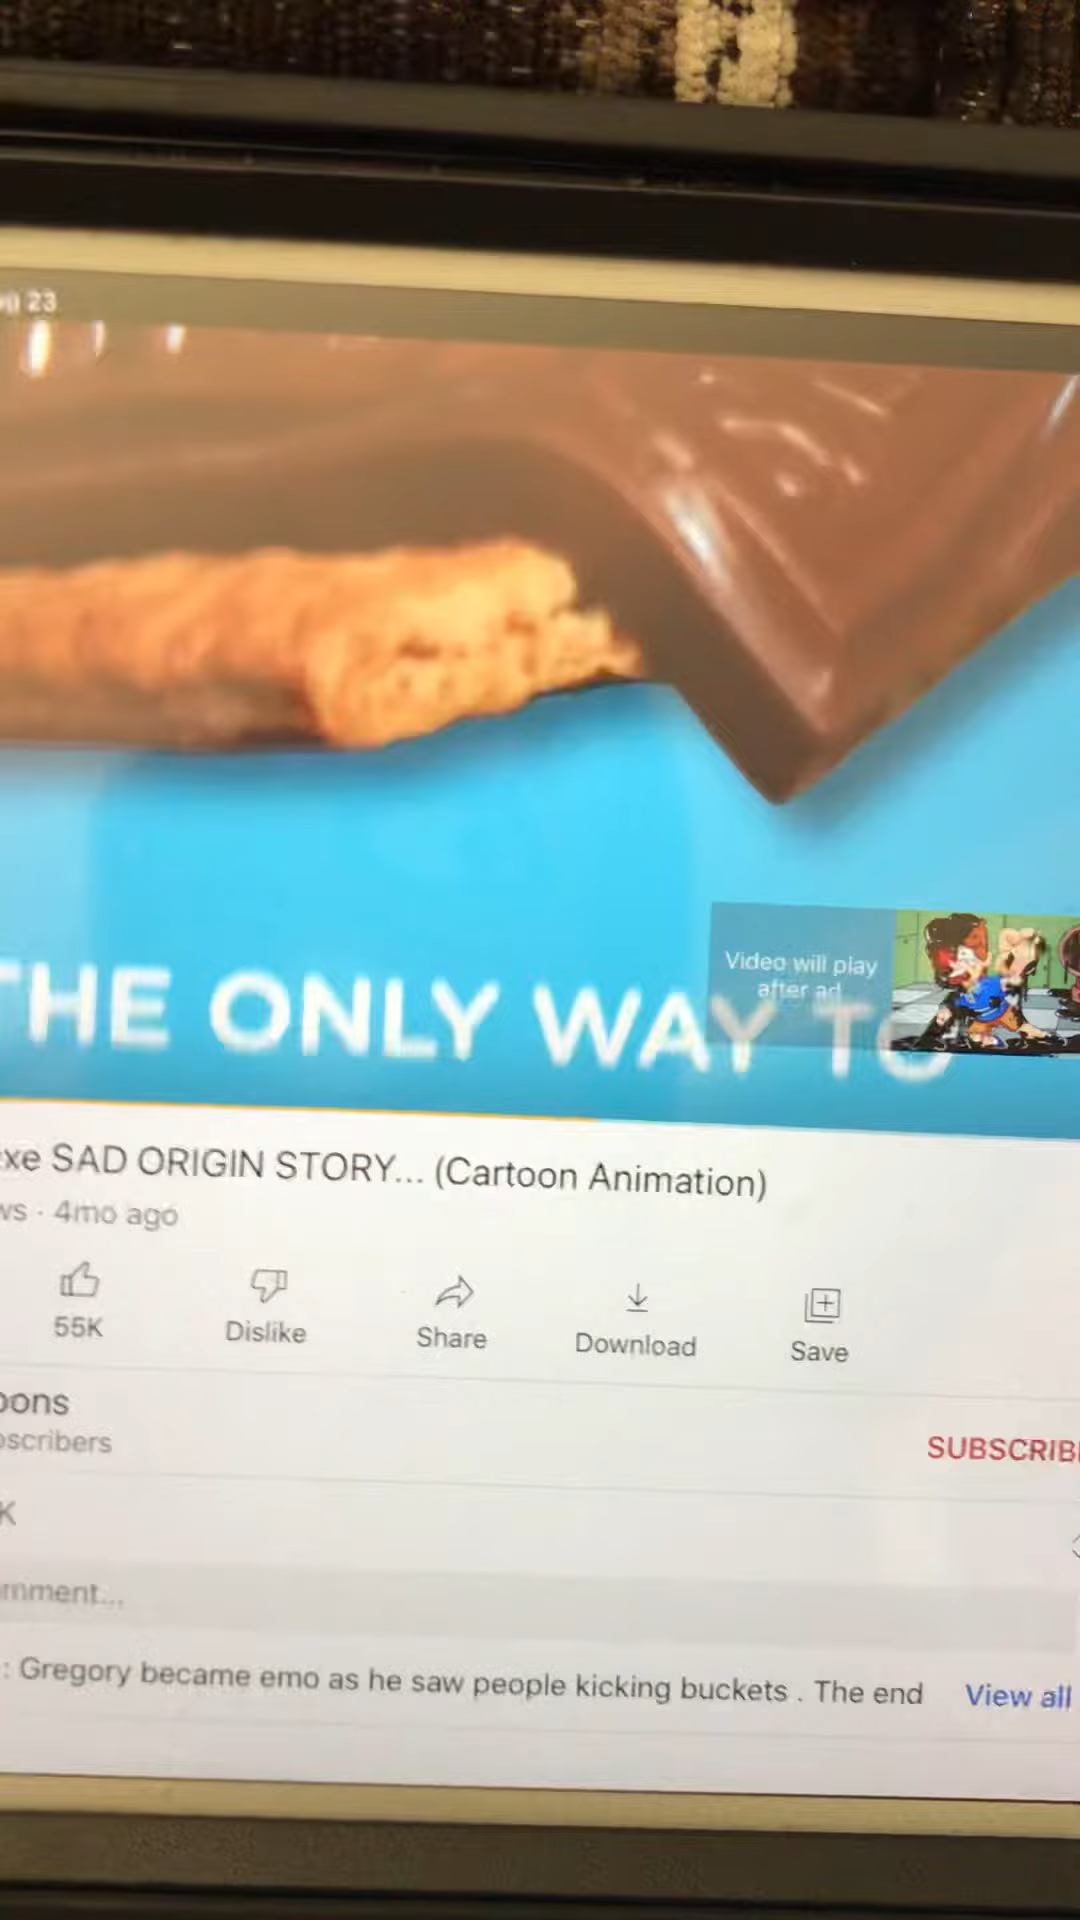 23
THE ONLY WAY TO
Video will play
after ad
xe SAD ORIGIN STORY... (Cartoon Animation)
ws · 4mo ago
55K
Dislike
Share
Download
Save
oons
scribers
SUBSCRIBE
K
mment...
: Gregory became emo as he saw people kicking buckets . The end
View all